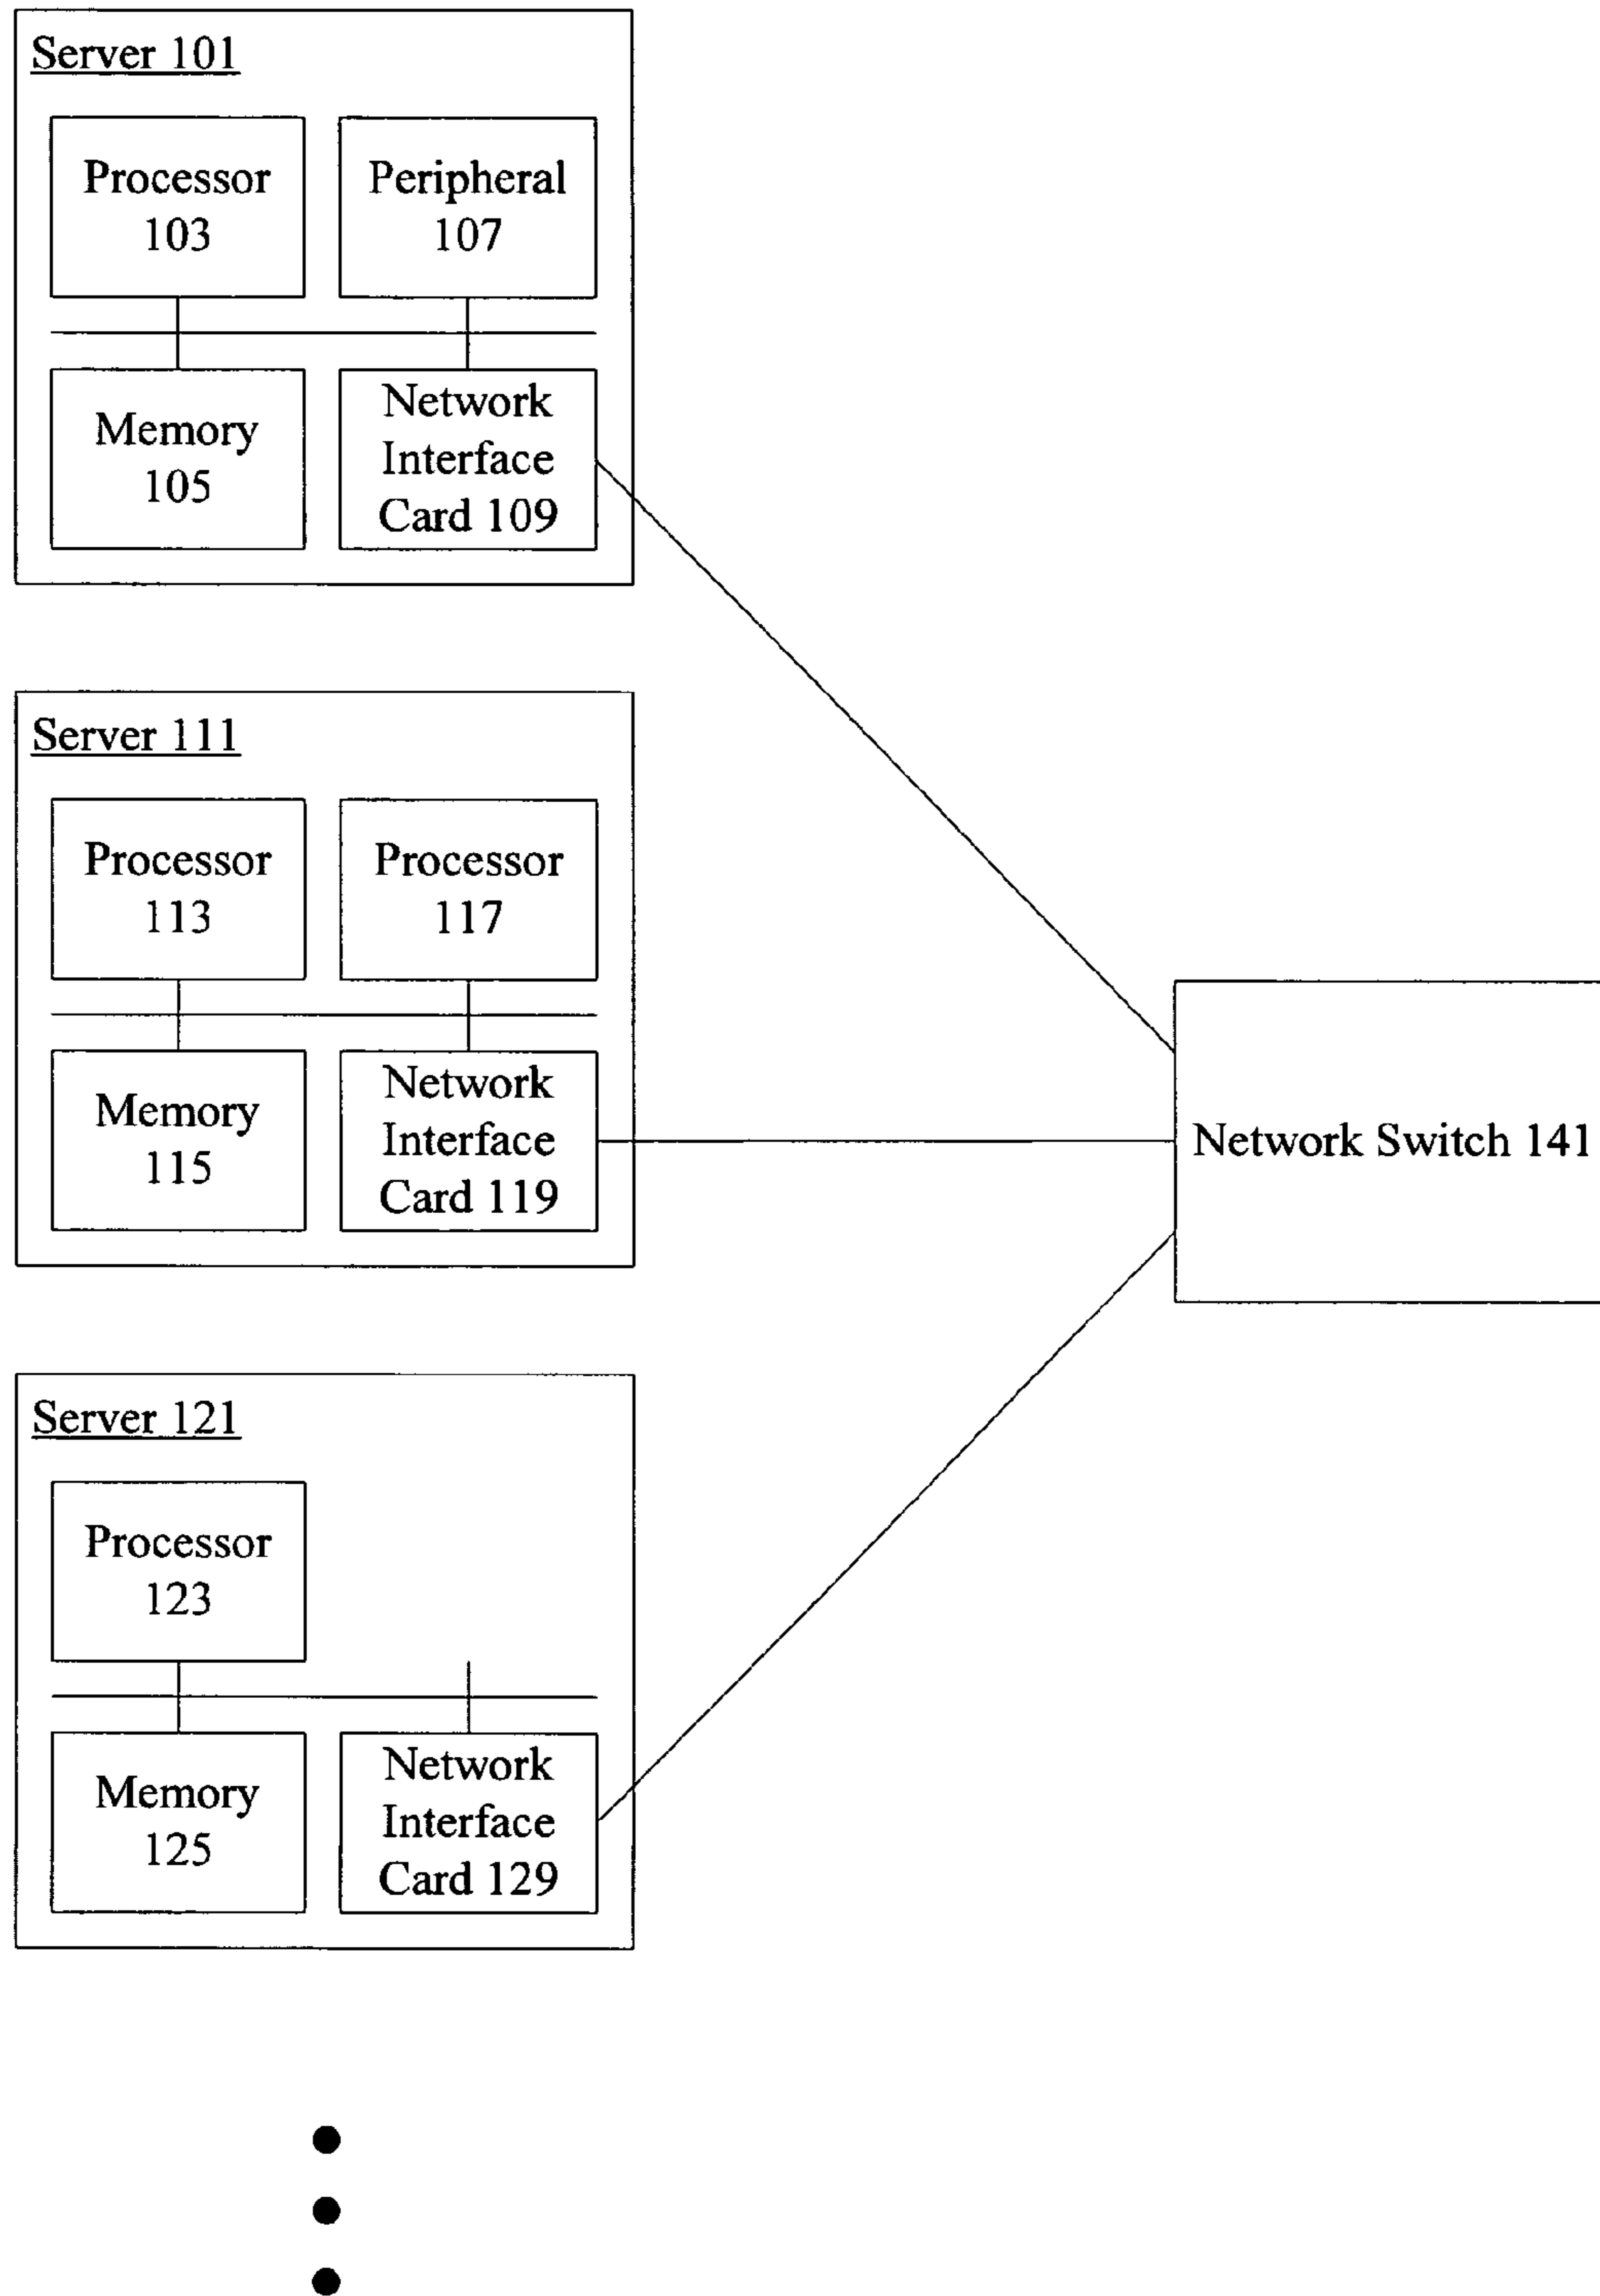 Server 101
Processor
103
Peripheral
107
Memory
105
Network
Interface
Card 109
Server 111
Processor
113
Processor
117
Memory
115
Network
Interface
Card 119
Network Switch 141
Server 121
Processor
123
Memory
125
Network
Interface
Card 129